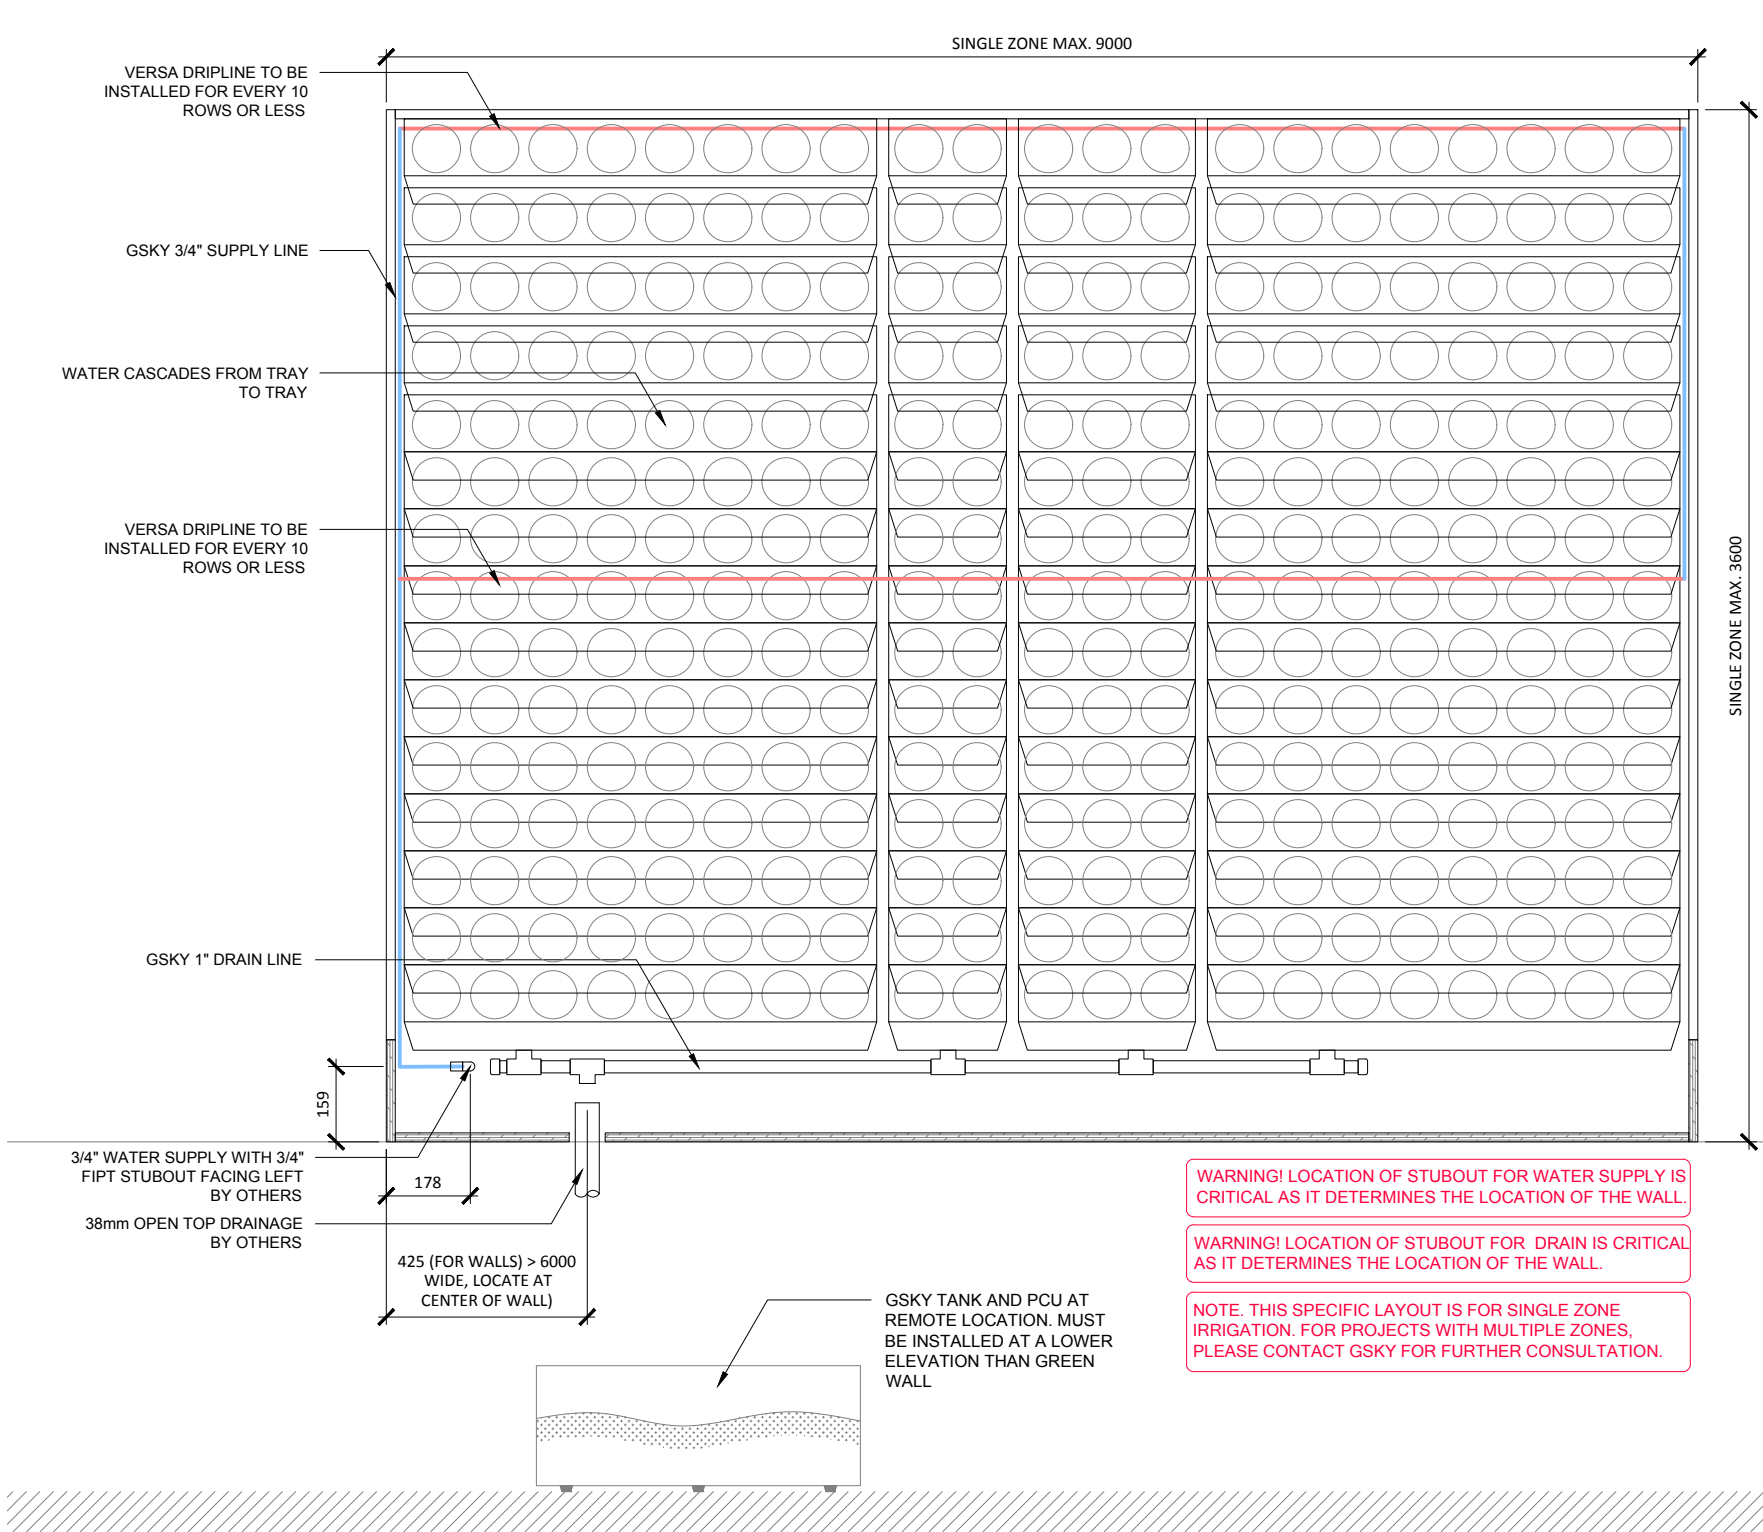 SINGLE ZONE MAX. 9000
VERSA DRIPLINE TO BE
INSTALLED FOR EVERY 10
ROWS OR LESS
GSKY 3/4" SUPPLY LINE
WATER CASCADES FROM TRAY
TO TRAY
VERSA DRIPLINE TO BE
INSTALLED FOR EVERY 10
ROWS OR LESS
SINGLE ZONE MAX. 3600
GSKY 1" DRAIN LINE
159
3/4" WATER SUPPLY WITH 3/4"
FIPT STUBOUT FACING LEFT
BY OTHERS
178
38mm OPEN TOP DRAINAGE
BY OTHERS
425 (FOR WALLS) > 6000
WIDE, LOCATE AT
CENTER OF WALL)
GSKY TANK AND PCU AT
REMOTE LOCATION. MUST
BE INSTALLED AT A LOWER
ELEVATION THAN GREEN
WALL
WARNING! LOCATION OF STUBOUT FOR WATER SUPPLY IS
CRITICAL AS IT DETERMINES THE LOCATION OF THE WALL.
WARNING! LOCATION OF STUBOUT FOR DRAIN IS CRITICAL
AS IT DETERMINES THE LOCATION OF THE WALL.
NOTE. THIS SPECIFIC LAYOUT IS FOR SINGLE ZONE
IRRIGATION. FOR PROJECTS WITH MULTIPLE ZONES,
PLEASE CONTACT GSKY FOR FURTHER CONSULTATION.